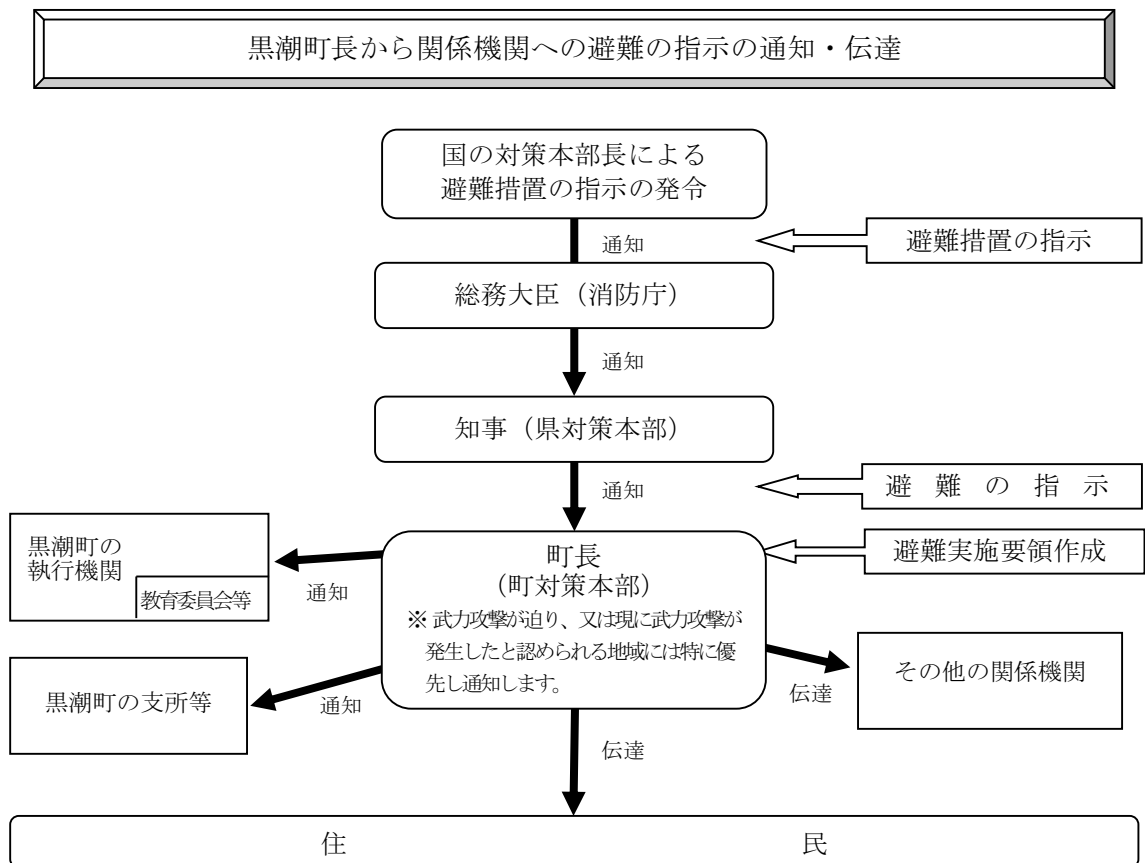 黒潮町長から関係機関への避難の指示の通知・伝達
国の対策本部長による
避難措置の指示の発令
通知
避難措置の指示
総務大臣（消防庁）
通知
知事（県対策本部）
通知
避難の指示
黒潮町の
執行機関
教育委員会等
通知
町長
（町対策本部）
※ 武力攻撃が迫り、又は現に武力攻撃が
発生したと認められる地域には特に優
先し通知します。
避難実施要領作成
黒潮町の支所等
通知
伝達
その他の関係機関
伝達
住民